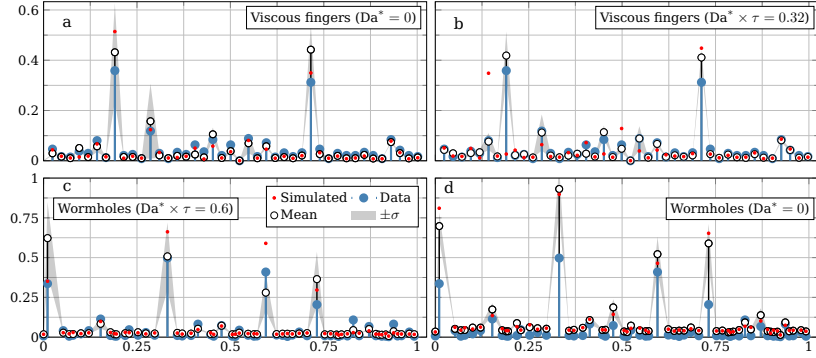 a
Viscous fingers (Da* = 0)
b
Viscous fingers (Da* × τ = 0.32)
0.6
0.4
0.2
0
c
Wormholes (Da* × τ = 0.6)
Simulated
Data
Mean
±σ
d
Wormholes (Da* = 0)
1
0.75
0.5
0.25
0
0 0.25 0.5 0.75 0 0.25 0.5 0.75 1